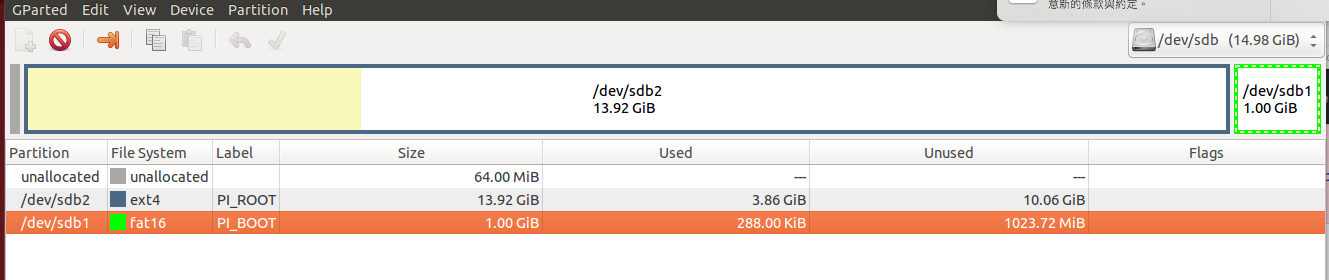 GParted Edit View Device Partition Help
意新的條款與約定。
/dev/sdb (14.98 GiB)
/dev/sdb2
13.92 GiB
/dev/sdb1
1.00 GiB
Partition File System Label Size Used Unused Flags
unallocated unallocated 64.00 MiB --- ---
/dev/sdb2 ext4 PI_ROOT 13.92 GiB 3.86 GiB 10.06 GiB
/dev/sdb1 fat16 PI_BOOT 1.00 GiB 288.00 KiB 1023.72 MiB